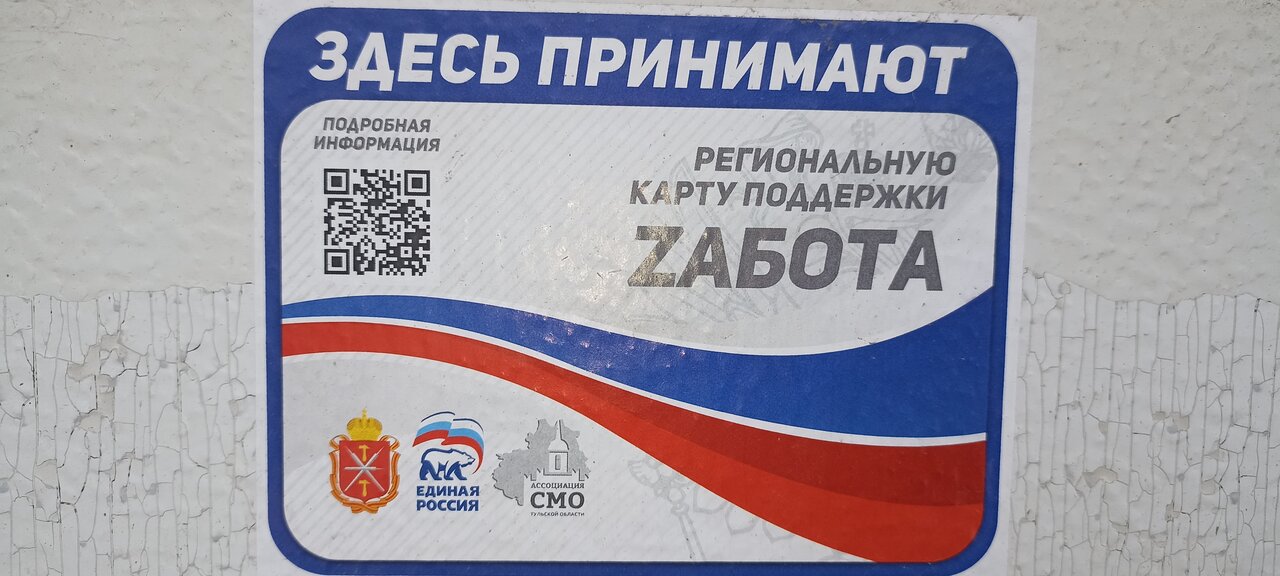 ЗДЕСЬ ПРИНИМАЮТ
ПОДРОБНАЯ
ИНФОРМАЦИЯ
РЕГИОНАЛЬНУЮ
КАРТУ ПОДДЕРЖКИ
ZАБОТА
ЕДИНАЯ
РОССИЯ
АССОЦИАЦИЯ
СМО
ТУЛЬСКОЙ ОБЛАСТИ